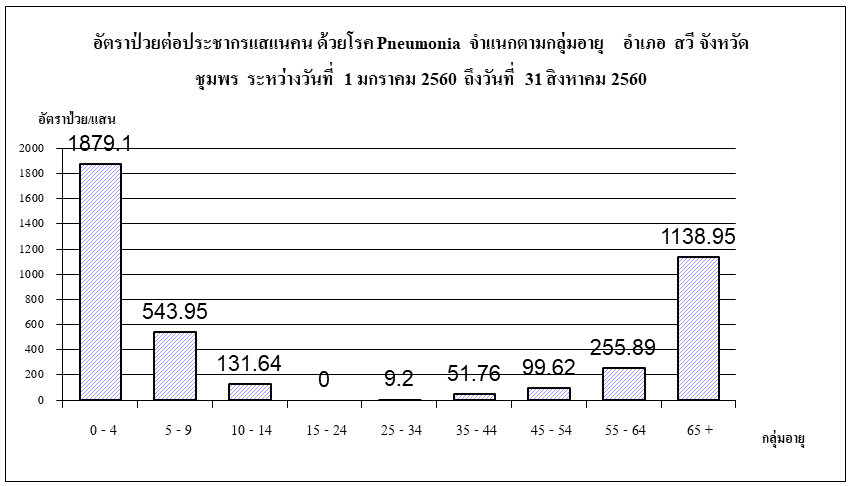 อัตราป่วยต่อประชากรแสแนคน ด้วยโรค Pneumonia จำแนกตามกลุ่มอายุ อำเภอ สวี จังหวัด
ชุมพร ระหว่างวันที่ 1 มกราคม 2560 ถึงวันที่ 31 สิงหาคม 2560
อัตราป่วย/แสน
2000
1800
1600
1400
1200
1000
800
600
400
200
0
1879.1
543.95
131.64
0
9.2
51.76
99.62
255.89
1138.95
0 - 4
5 - 9
10 - 14
15 - 24
25 - 34
35 - 44
45 - 54
55 - 64
65 +
กลุ่มอายุ